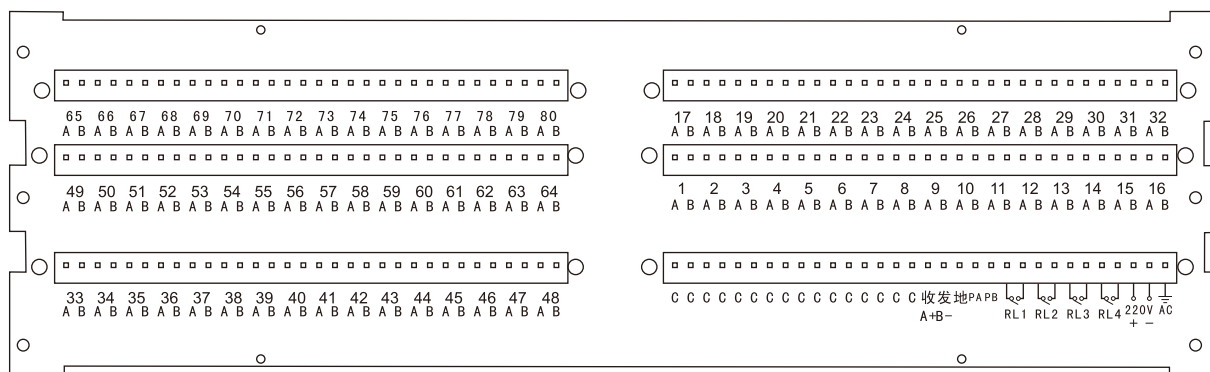 65 66 67 68 69 70 71 72 73 74 75 76 77 78 79 80
A B A B A B A B A B A B A B A B A B A B A B A B A B A B A B A B
17 18 19 20 21 22 23 24 25 26 27 28 29 30 31 32
A B A B A B A B A B A B A B A B A B A B A B A B A B A B A B A B
49 50 51 52 53 54 55 56 57 58 59 60 61 62 63 64
A B A B A B A B A B A B A B A B A B A B A B A B A B A B A B A B
1 2 3 4 5 6 7 8 9 10 11 12 13 14 15 16
A B A B A B A B A B A B A B A B A B A B A B A B A B A B A B A B
33 34 35 36 37 38 39 40 41 42 43 44 45 46 47 48
A B A B A B A B A B A B A B A B A B A B A B A B A B A B A B A B
C C C C C C C C C C C C C C C C 收发地PAPB RL1 RL2 RL3 RL4 220V AC
A+B- + -